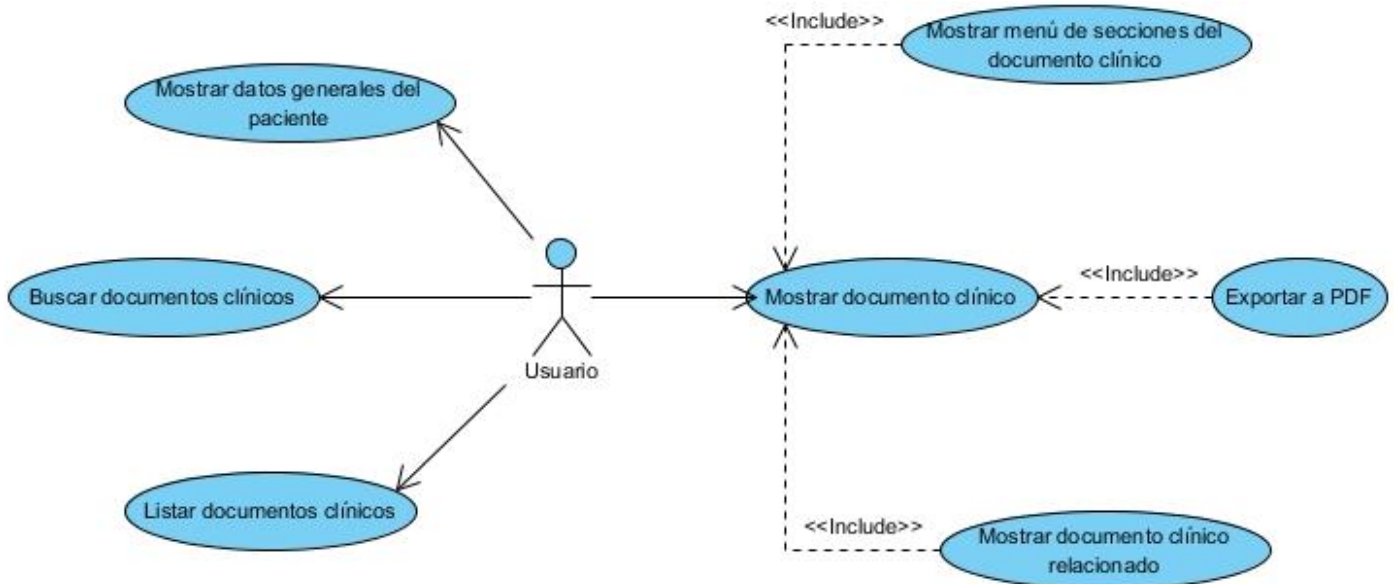 <<Include>>
Mostrar menú de secciones del
documento clínico
Mostrar datos generales del
paciente
Buscar documentos clínicos
Usuario
Mostrar documento clínico
<<Include>>
Exportar a PDF
Listar documentos clínicos
<<Include>>
Mostrar documento clínico
relacionado